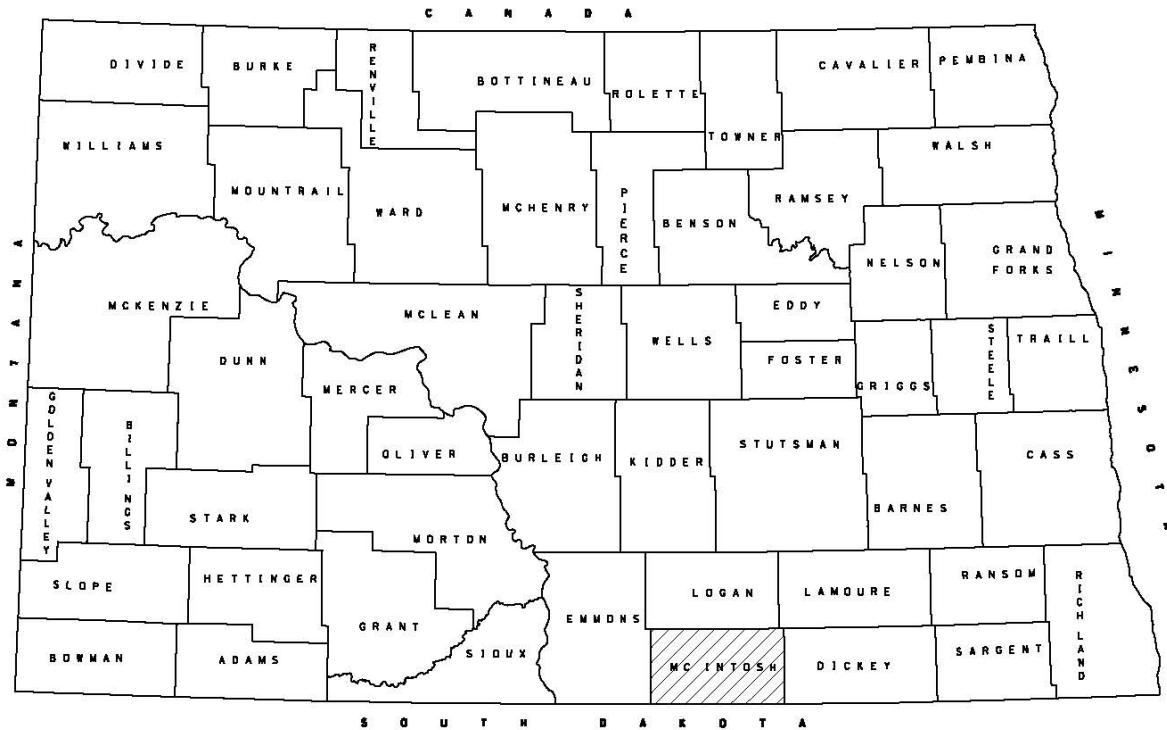 CANADA
DIVIDE
BURKE
RENVILLE
BOTTINEAU
ROLETTE
TOWNER
CAVALIER
PEMBINA
WILLIAMS
MOUNTRAIL
WARD
MCHENRY
PIERCE
BENSON
RAMSEY
WALSH
NELSON
GRAND
FORKS
MONTANA
MINNESOTA
MCKENZIE
DUNN
MCLEAN
SHERIDAN
WELLS
EDDY
FOSTER
GRIGGS
STEELE
TRAILL
MERCER
OLIVER
GOLDEN VALLEY
BILLINGS
STARK
MORTON
BURLEIGH
KIDDER
STUTSMAN
BARNES
CASS
SLOPE
HETTINGER
GRANT
SIOUX
EMMONS
LOGAN
LAMOURE
RANSOM
RICHLAND
BOWMAN
ADAMS
MC INTOSH
DICKEY
SARGENT
SOUTH DAKOTA